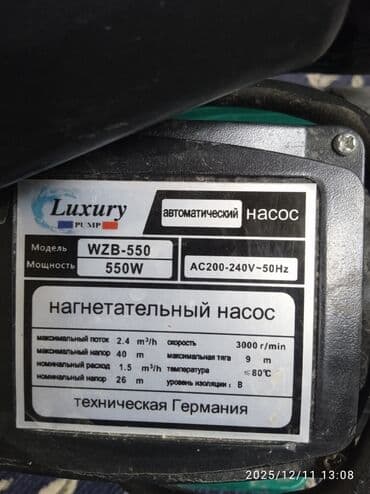 Luxury
PUMP
автоматический насос
Модель WZB-550
Мощность 550W
AC200-240V~50Hz
нагнетательный насос
максимальный поток 2.4 m³/h скорость 3000 r/min
максимальный напор 40 m максимальная тяга 9 m
номинальный расход 1.5 m³/h температура ≤80℃
номинальный напор 26 m уровень изоляции: B
техническая Германия
2025/12/11 13:08